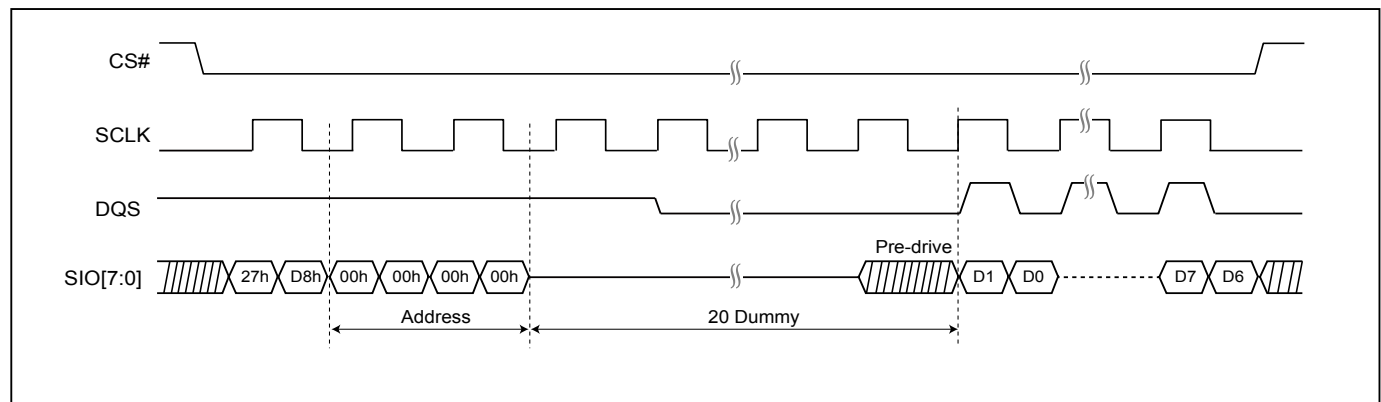 CS#
SCLK
DQS
Pre-drive
SIO[7:0] 27h D8h 00h 00h 00h 00h D1 D0 D7 D6
Address 20 Dummy